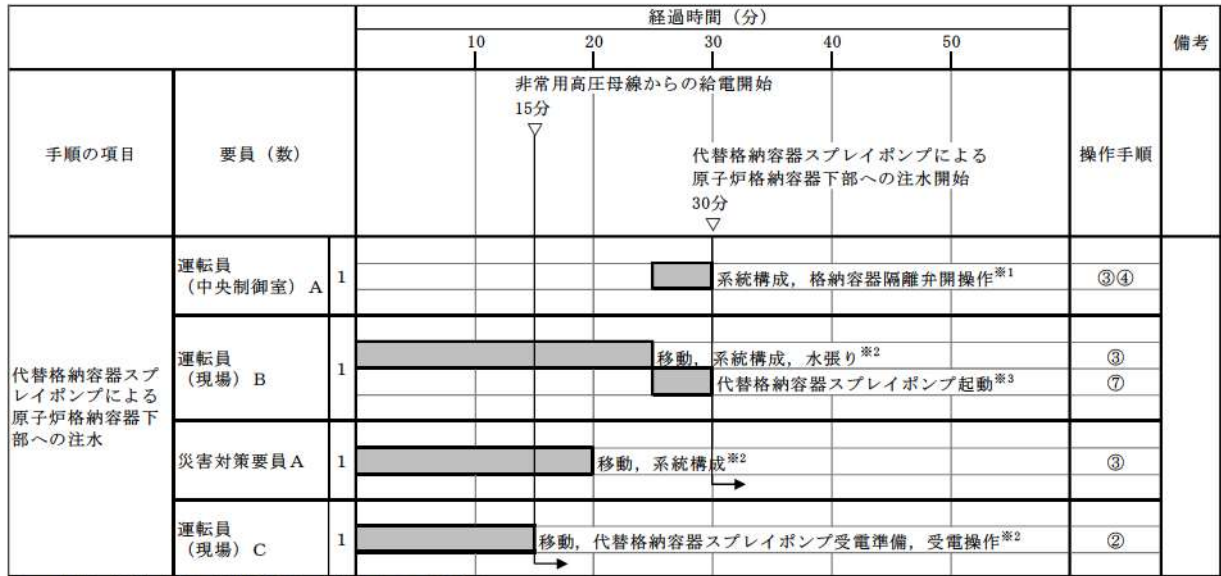 経過時間（分）
備考
10 20 30 40 50
手順の項目
要員（数）
操作手順
非常用高圧母線からの給電開始
15分
▽
代替格納容器スプレイポンプによる
原子炉格納容器下部への注水開始
30分
▽
代替格納容器スプ
レイポンプによる
原子炉格納容器下
部への注水
運転員
（中央制御室）A
1
系統構成，格納容器隔離弁開操作※1
③④
運転員
（現場）B
1
移動，系統構成，水張り※2
③
代替格納容器スプレイポンプ起動※3
⑦
災害対策要員A
1
移動，系統構成※2
③
運転員
（現場）C
1
移動，代替格納容器スプレイポンプ受電準備，受電操作※2
②